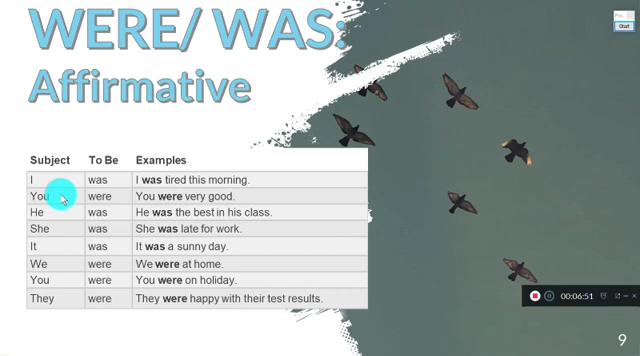 WERE/ WAS:
Affirmative
Subject To Be Examples
I was I was tired this morning.
You were You were very good.
He was He was the best in his class.
She was She was late for work.
It was It was a sunny day.
We were We were at home.
You were You were on holiday.
They were They were happy with their test results.
00:06:51
9